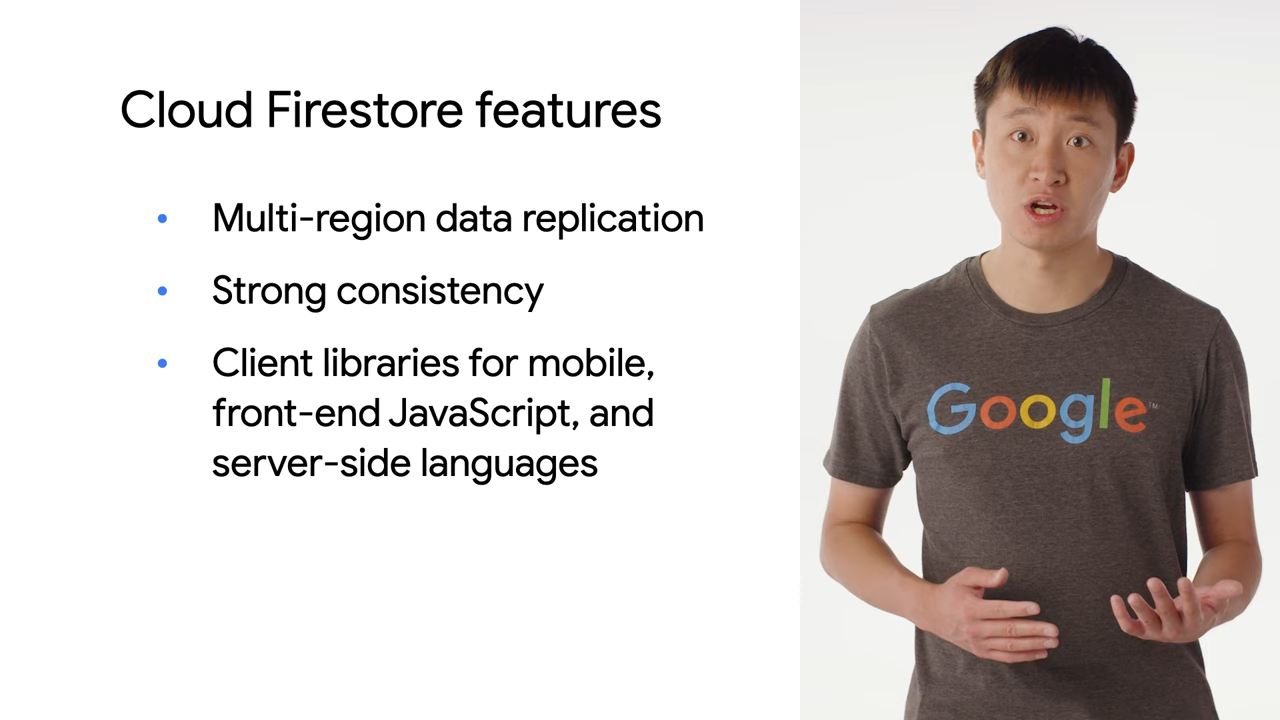 Cloud Firestore features
• Multi-region data replication
• Strong consistency
• Client libraries for mobile,
front-end JavaScript, and
server-side languages
Google™